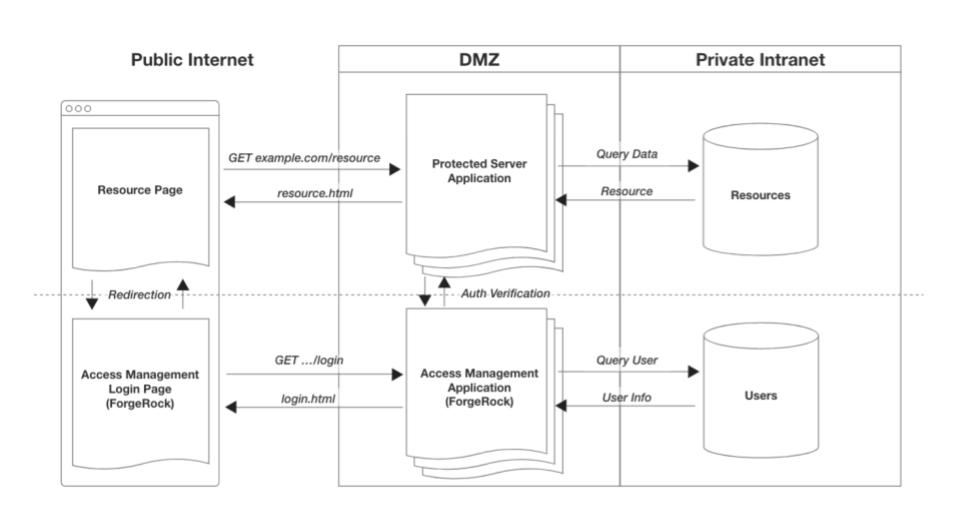 Public Internet
DMZ
Private Intranet
Resource Page
GET example.com/resource
resource.html
Protected Server
Application
Query Data
Resource
Resources
Redirection
Auth Verification
Access Management
Login Page
(ForgeRock)
GET .../login
login.html
Access Management
Application
(ForgeRock)
Query User
User Info
Users